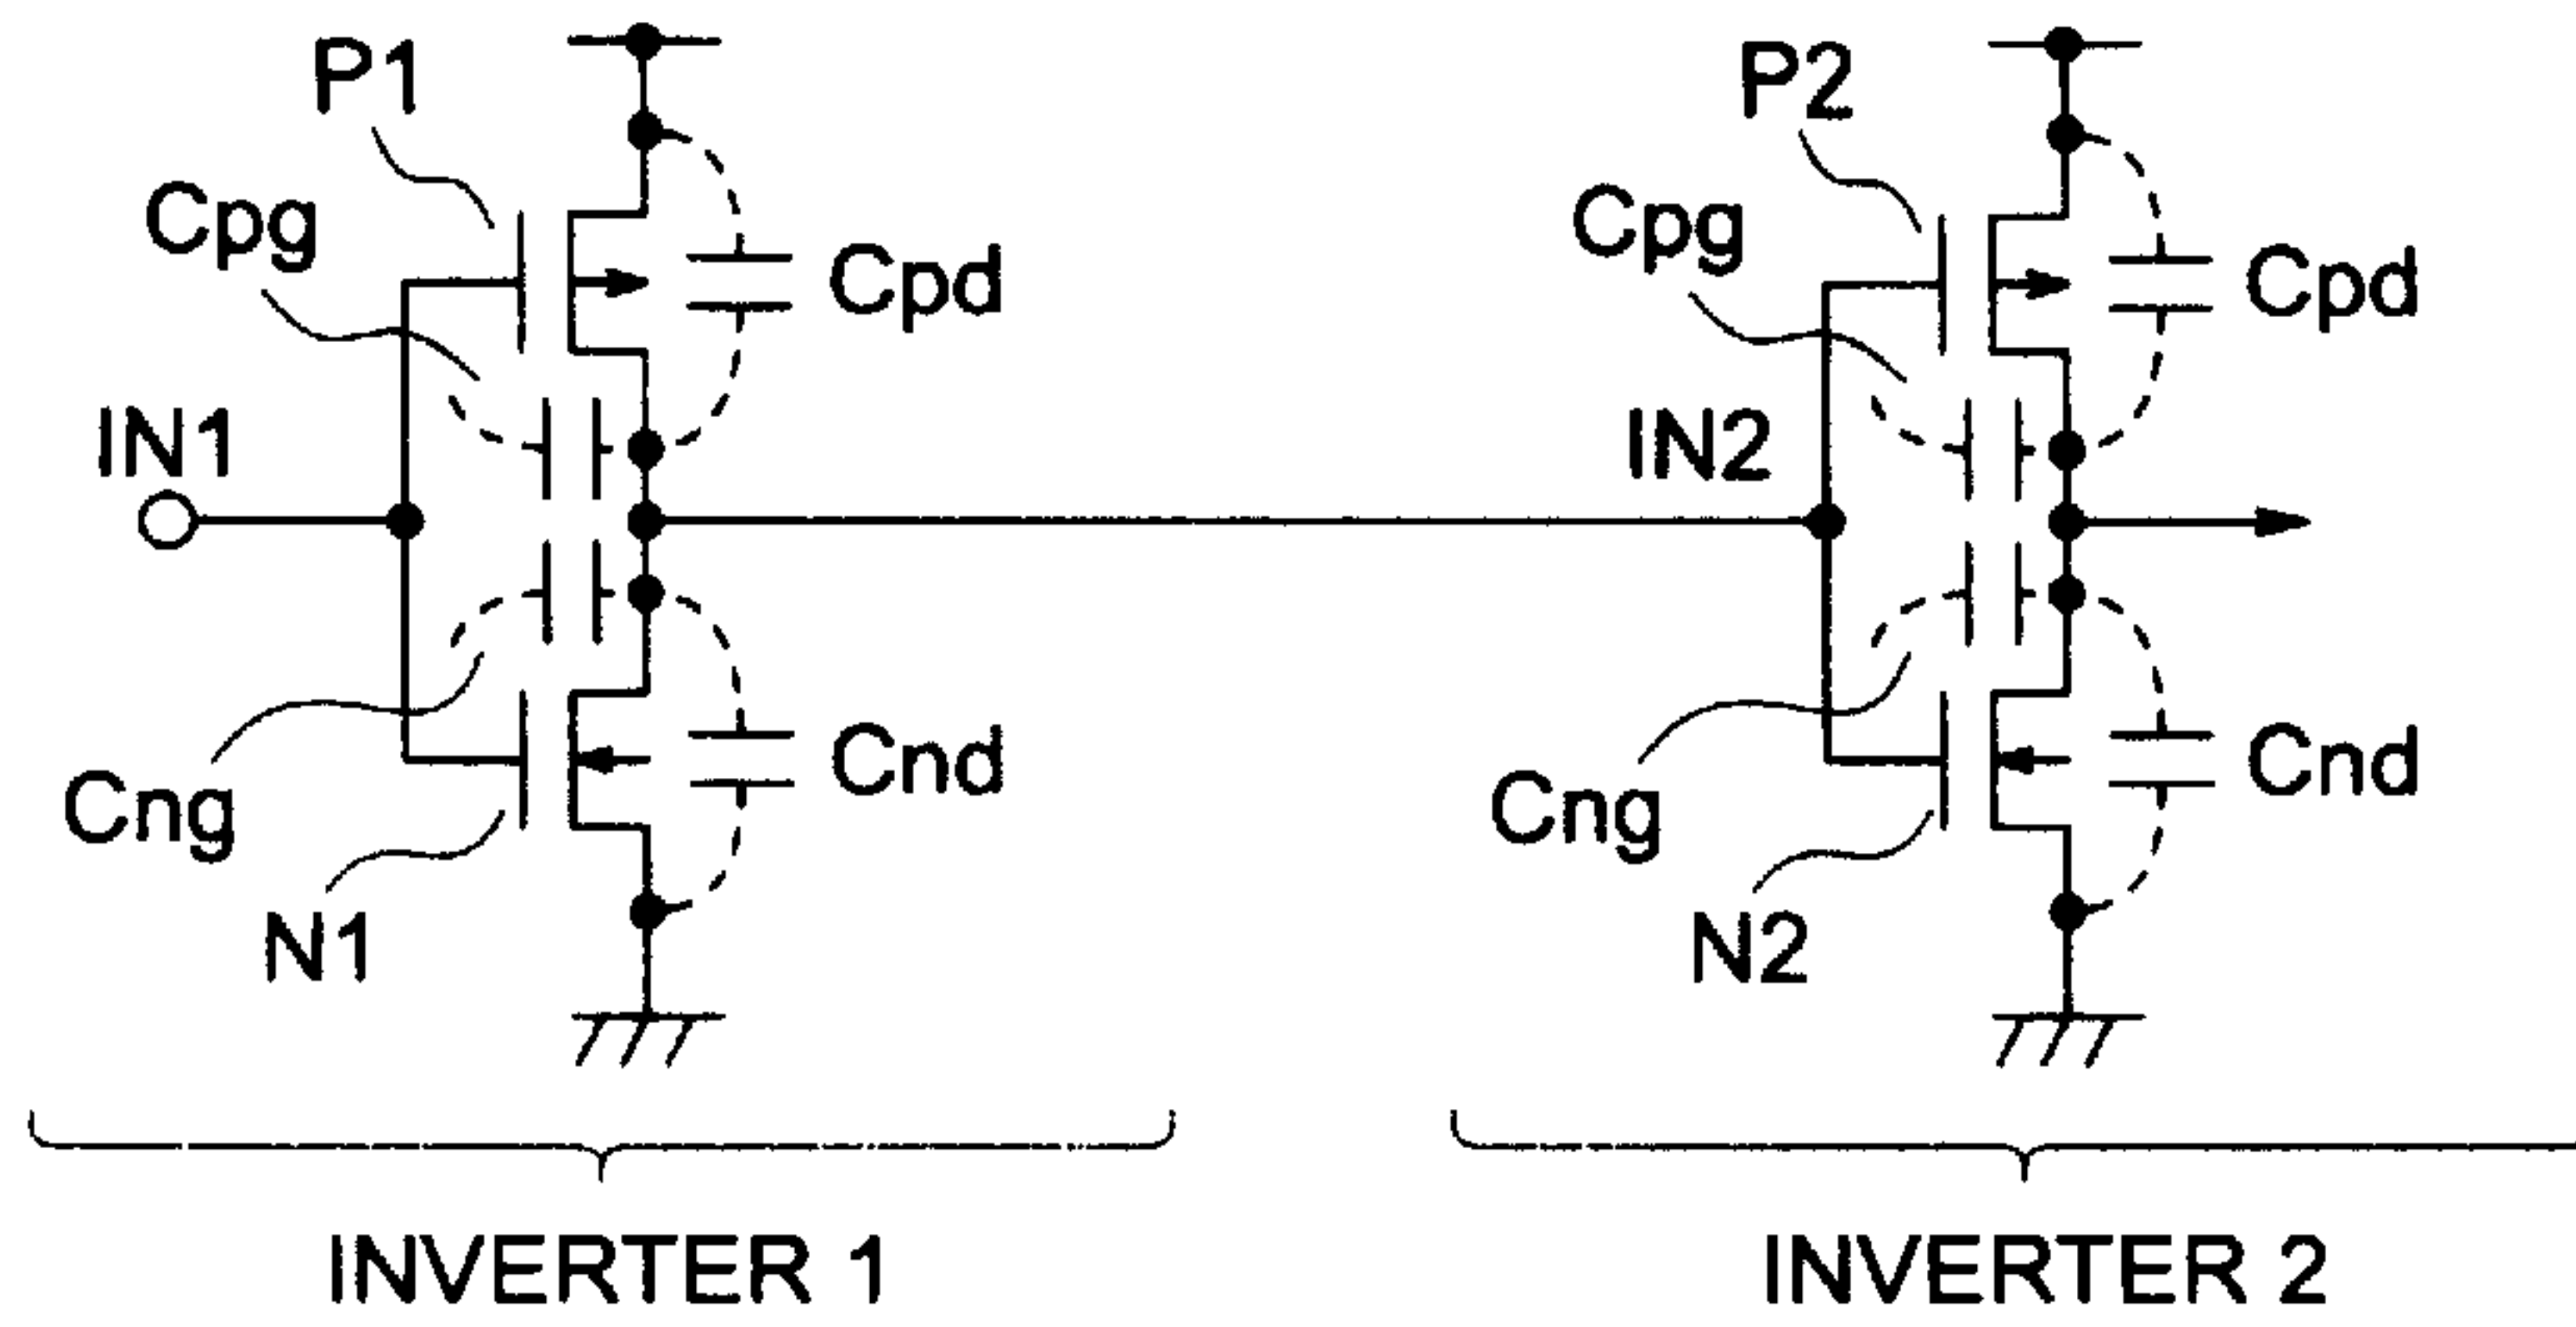 P1
Cpg
Cpd
IN1
Cng
Cnd
N1
INVERTER 1
P2
Cpg
Cpd
IN2
Cng
Cnd
N2
INVERTER 2